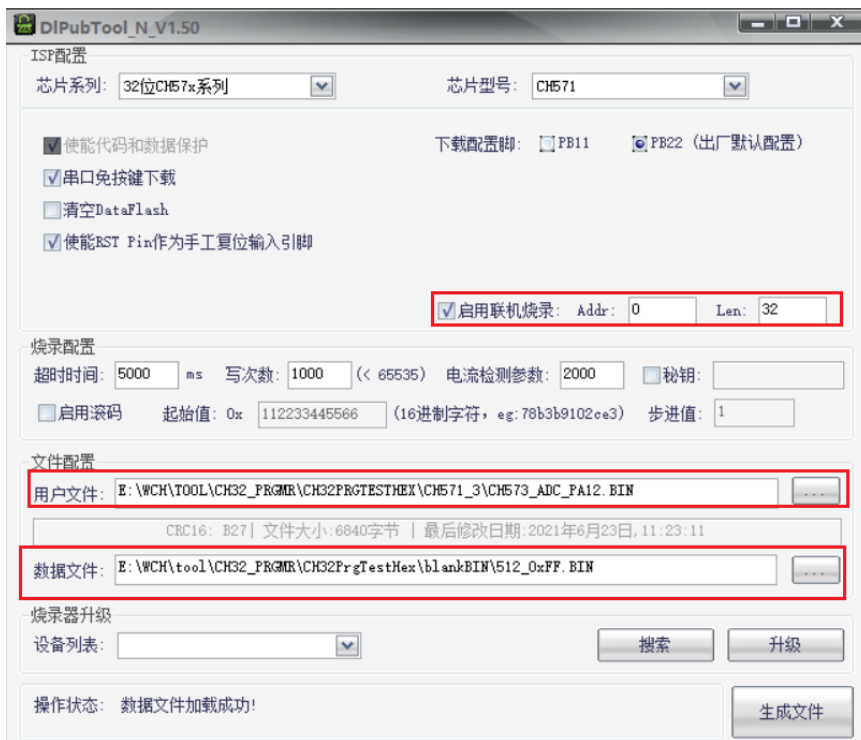 DlPubTool_N_V1.50
ISP配置
芯片系列: 32位CH57x系列 芯片型号: CH571
使能代码和数据保护 下载配置脚: PB11 PB22 (出厂默认配置)
串口免按键下载
清空DataFlash
使能RST Pin作为手工复位输入引脚
启用联机烧录: Addr: 0 Len: 32
烧录配置
超时时间: 5000 ms 写次数: 1000 (< 65535) 电流检测参数: 2000 秘钥:
启用滚码 起始值: 0x 112233445566 (16进制字符, eg:78b3b9102ce3) 步进值: 1
文件配置
用户文件: E:\WCH\TOOL\CH32_PRGMR\CH32PRGTESTHEX\CH571_3\CH573_ADC_PA12.BIN ...
CRC16: B27| 文件大小:6840字节 | 最后修改日期:2021年6月23日,11:23:11
数据文件: E:\WCH\tool\CH32_PRGMR\CH32PrgTestHex\blankBIN\512_0xFF.BIN ...
烧录器升级
设备列表: 搜索 升级
操作状态: 数据文件加载成功! 生成文件